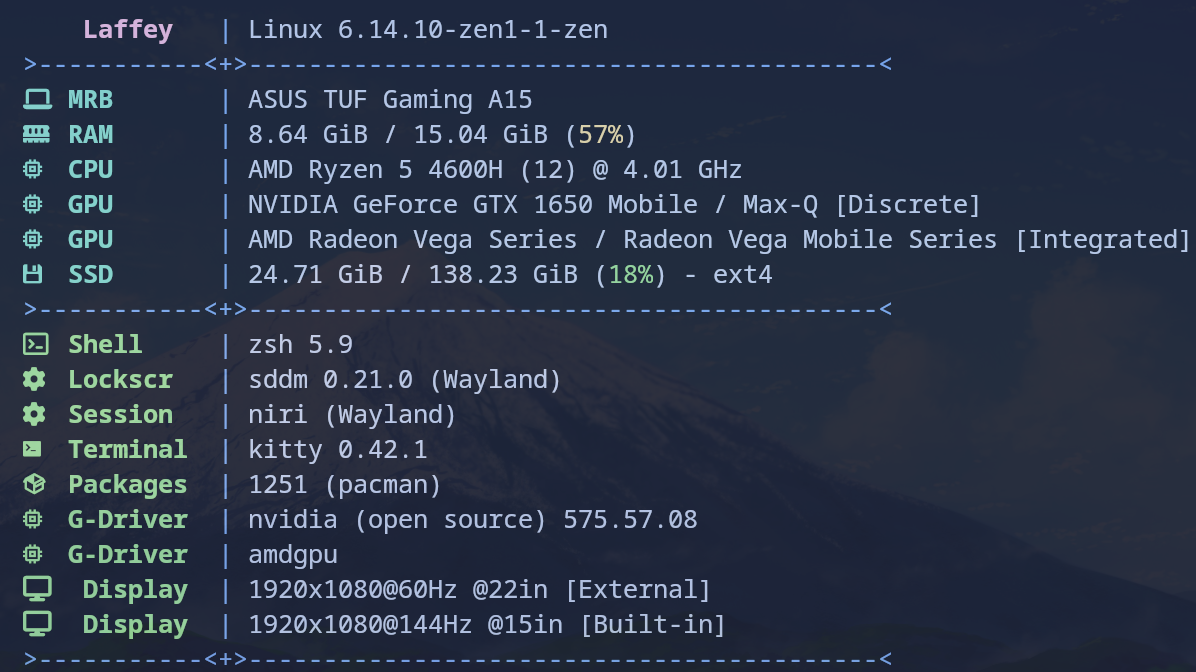 Laffey | Linux 6.14.10-zen1-1-zen
>-----------<+>------------------------------------------<
MRB | ASUS TUF Gaming A15
RAM | 8.64 GiB / 15.04 GiB (57%)
CPU | AMD Ryzen 5 4600H (12) @ 4.01 GHz
GPU | NVIDIA GeForce GTX 1650 Mobile / Max-Q [Discrete]
GPU | AMD Radeon Vega Series / Radeon Vega Mobile Series [Integrated]
SSD | 24.71 GiB / 138.23 GiB (18%) - ext4
>-----------<+>------------------------------------------<
Shell | zsh 5.9
Lockscr | sddm 0.21.0 (Wayland)
Session | niri (Wayland)
Terminal | kitty 0.42.1
Packages | 1251 (pacman)
G-Driver | nvidia (open source) 575.57.08
G-Driver | amdgpu
Display | 1920x1080@60Hz @22in [External]
Display | 1920x1080@144Hz @15in [Built-in]
>-----------<+>------------------------------------------<